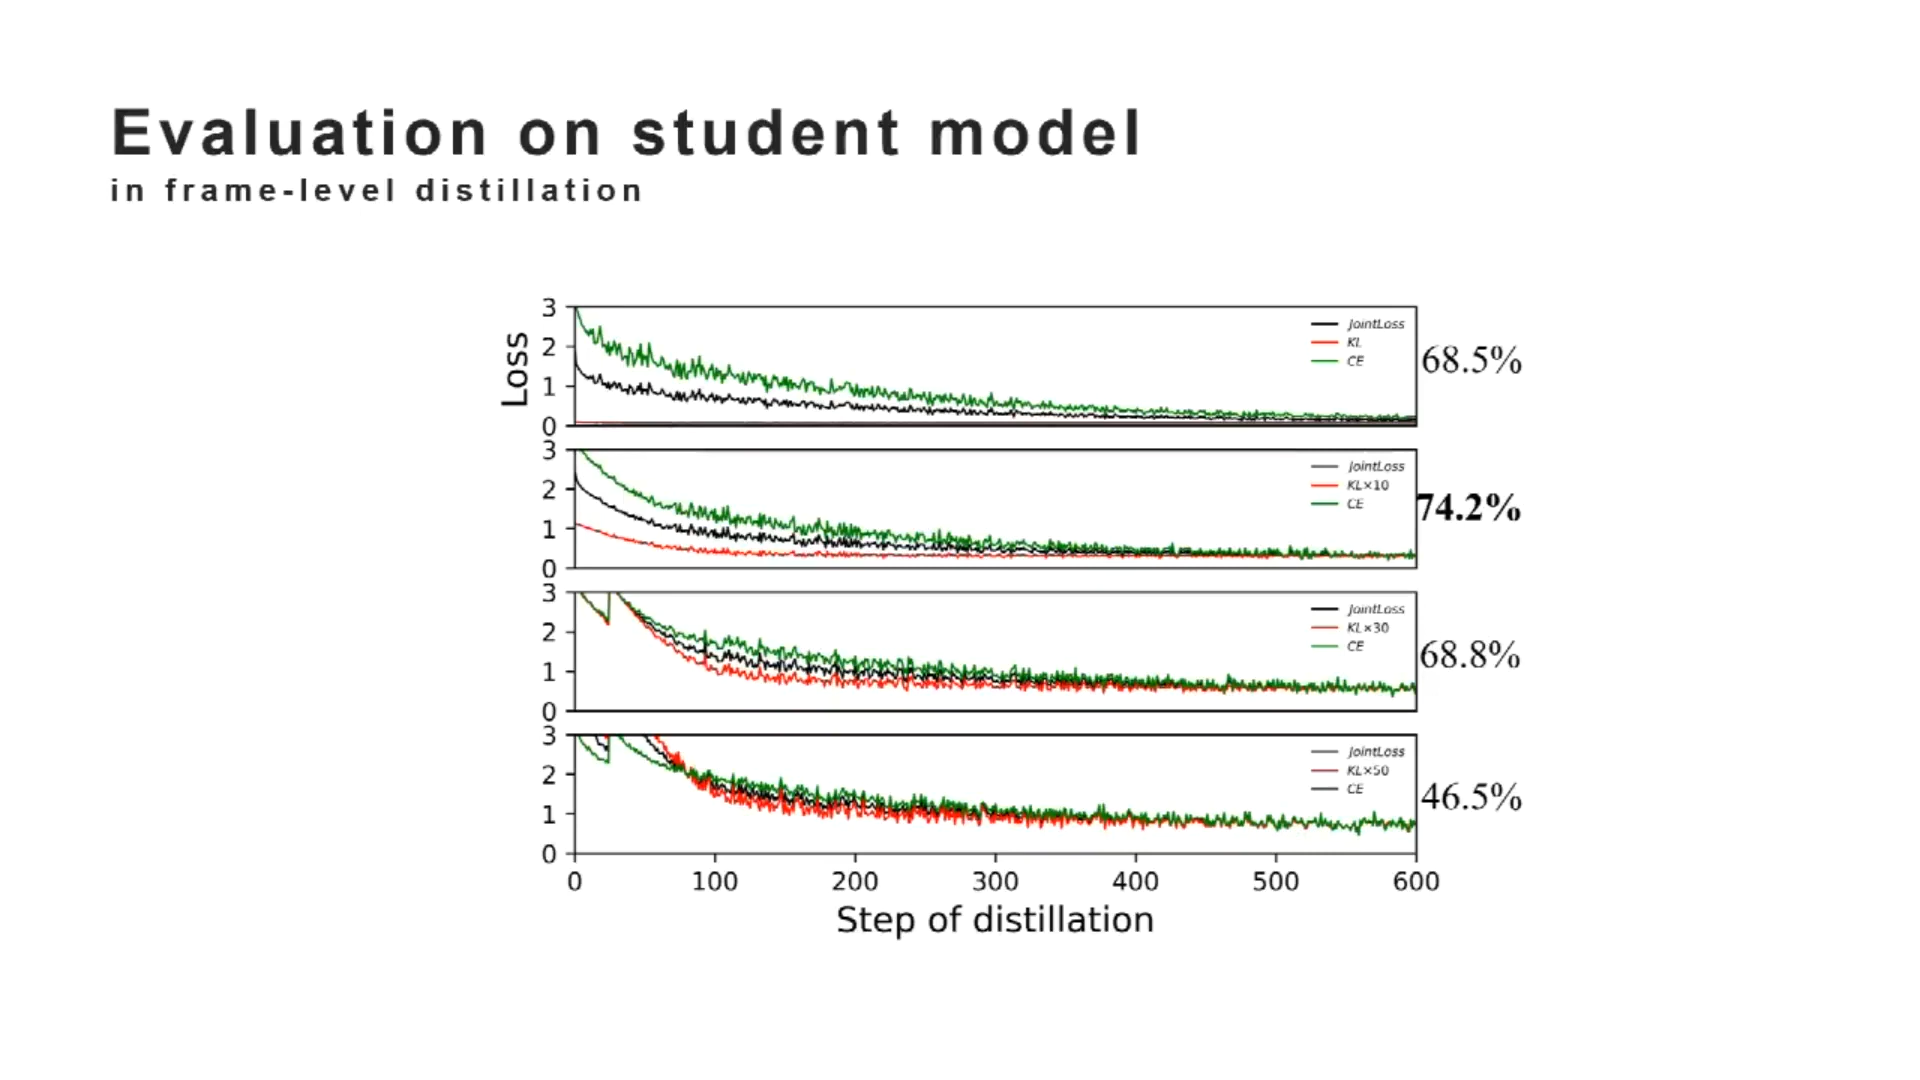 Evaluation on student model
in frame-level distillation
Loss
3
2
1
0
JointLoss
KL
CE
68.5%
3
2
1
0
JointLoss
KL×10
CE
74.2%
3
2
1
0
JointLoss
KL×30
CE
68.8%
3
2
1
0
JointLoss
KL×50
CE
46.5%
0 100 200 300 400 500 600
Step of distillation